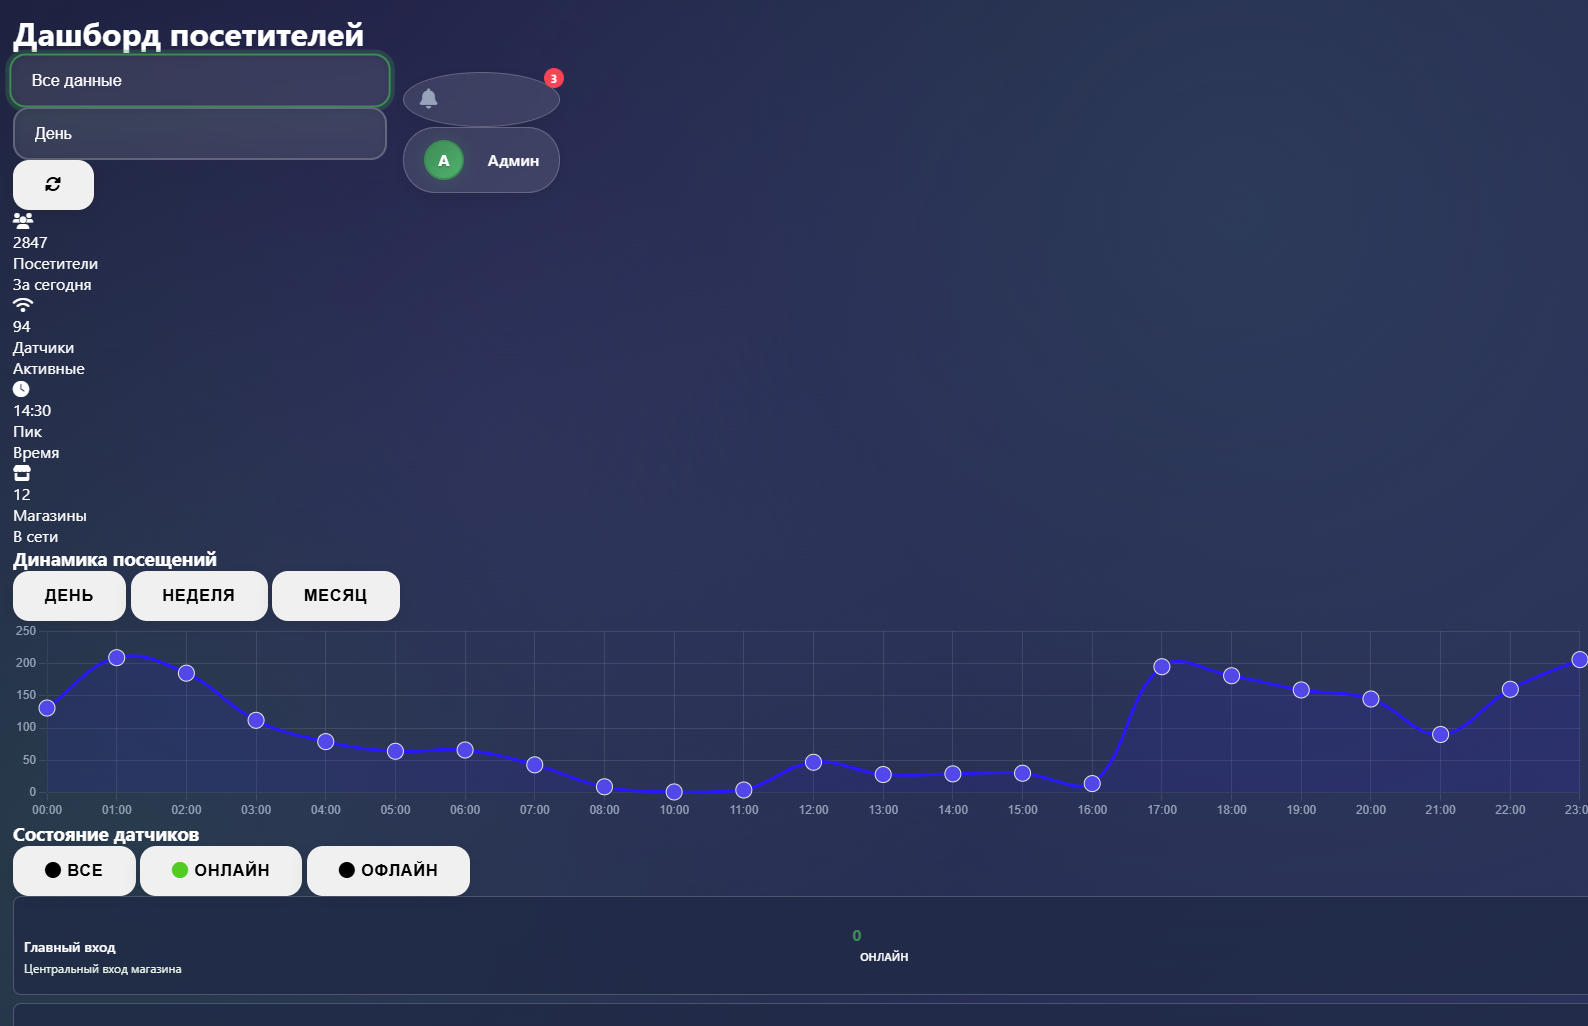 Дашборд посетителей
Все данные
3
День
А Админ
2847
Посетители
За сегодня
94
Датчики
Активные
14:30
Пик
Время
12
Магазины
В сети
Динамика посещений
ДЕНЬ НЕДЕЛЯ МЕСЯЦ
250
200
150
100
50
0
00:00 01:00 02:00 03:00 04:00 05:00 06:00 07:00 08:00 10:00 11:00 12:00 13:00 14:00 15:00 16:00 17:00 18:00 19:00 20:00 21:00 22:00 23:0
Состояние датчиков
ВСЕ ОНЛАЙН ОФЛАЙН
0
Главный вход
ОНЛАЙН
Центральный вход магазина